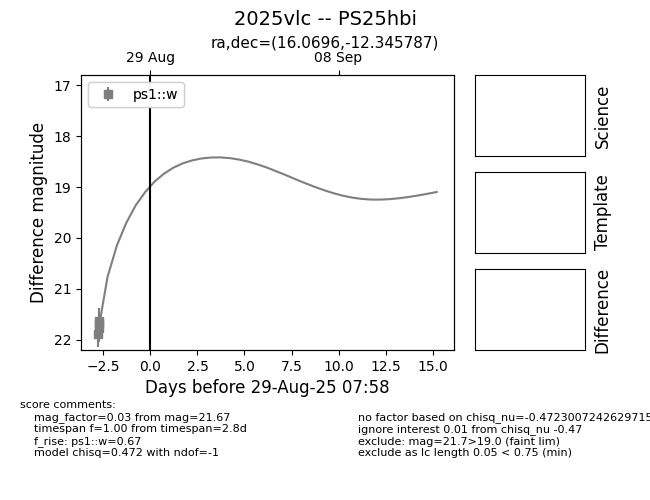 2025vlc -- PS25hbi
ra,dec=(16.0696,-12.345787)
29 Aug
08 Sep
ps1::w
17
18
19
20
21
22
Difference magnitude
−2.5
0.0
2.5
5.0
7.5
10.0
12.5
15.0
Days before 29-Aug-25 07:58
Science
Template
Difference
score comments:
mag_factor=0.03 from mag=21.67
timespan f=1.00 from timespan=2.8d
f_rise: ps1::w=0.67
model chisq=0.472 with ndof=-1
no factor based on chisq_nu=-0.4723007242629715
ignore interest 0.01 from chisq_nu -0.47
exclude: mag=21.7>19.0 (faint lim)
exclude as lc length 0.05 < 0.75 (min)